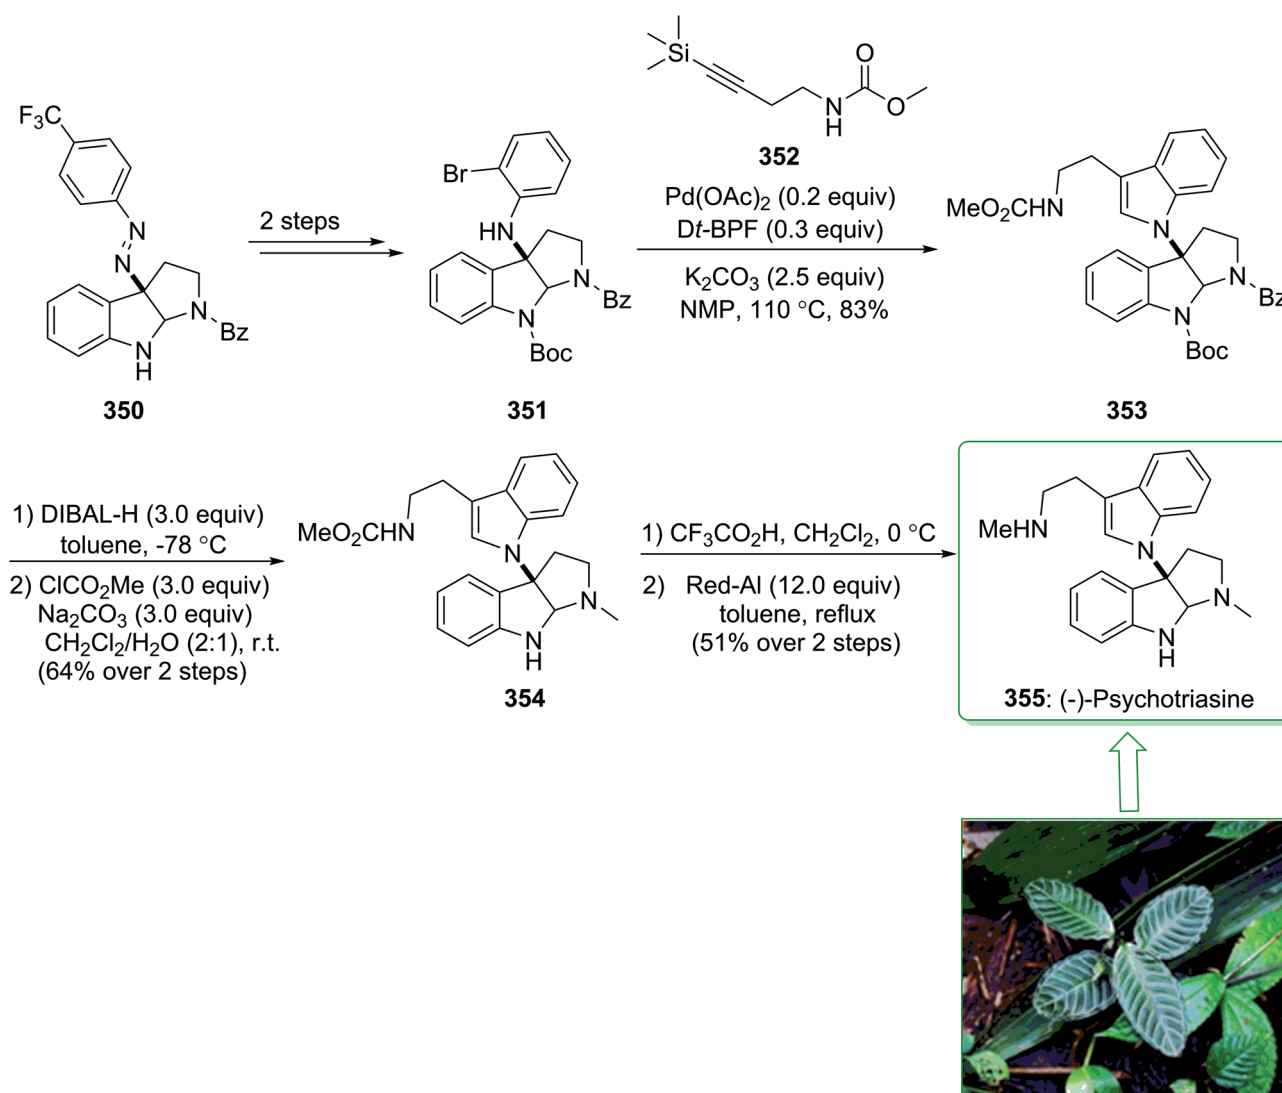 Si
O
N
H
O
352
F₃C
N
N
N
Bz
N
H
350
2 steps
Br
HN
N
Bz
N
Boc
351
Pd(OAc)₂ (0.2 equiv)
Dt-BPF (0.3 equiv)
K₂CO₃ (2.5 equiv)
NMP, 110 °C, 83%
MeO₂CHN
N
N
Bz
N
Boc
353
1) DIBAL-H (3.0 equiv)
toluene, -78 °C
2) ClCO₂Me (3.0 equiv)
Na₂CO₃ (3.0 equiv)
CH₂Cl₂/H₂O (2:1), r.t.
(64% over 2 steps)
MeO₂CHN
N
N
N
H
354
1) CF₃CO₂H, CH₂Cl₂, 0 °C
2) Red-Al (12.0 equiv)
toluene, reflux
(51% over 2 steps)
MeHN
N
N
N
H
355: (-)-Psychotriasine